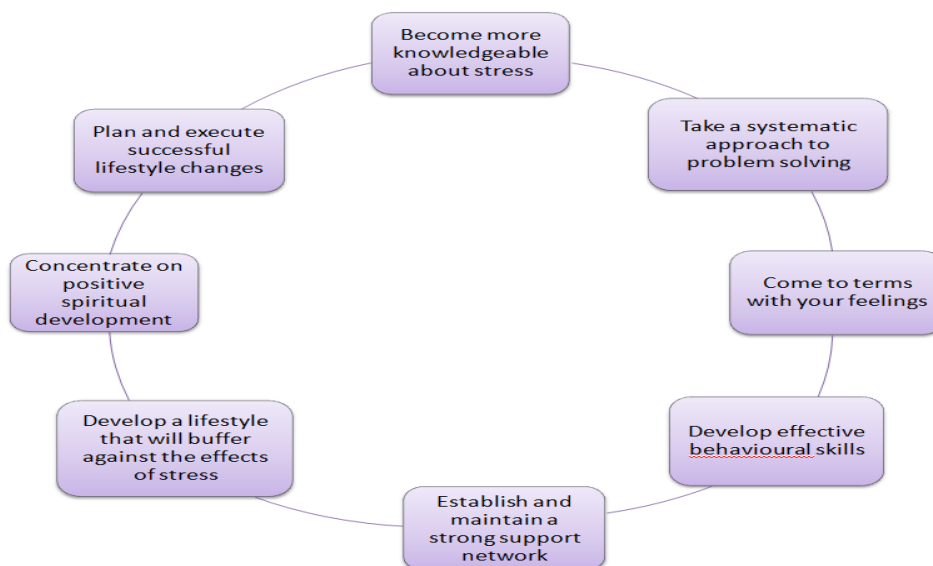 Become more
knowledgeable
about stress
Take a systematic
approach to
problem solving
Come to terms
with your feelings
Develop effective
behavioural skills
Establish and
maintain a
strong support
network
Develop a lifestyle
that will buffer
against the effects
of stress
Concentrate on
positive
spiritual
development
Plan and execute
successful
lifestyle changes